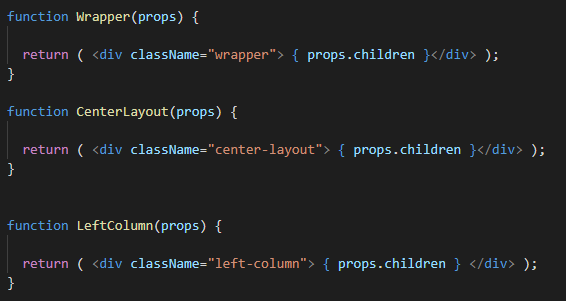 function Wrapper(props) {
return ( <div className="wrapper"> { props.children }</div> );
}
function CenterLayout(props) {
return ( <div className="center-layout"> { props.children }</div> );
}
function LeftColumn(props) {
return ( <div className="left-column"> { props.children } </div> );
}